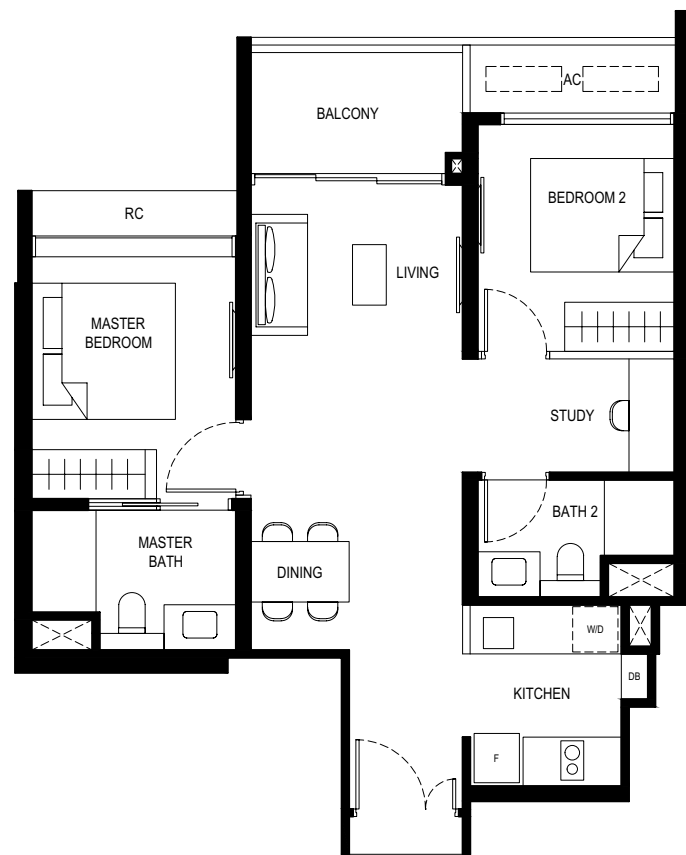 AC
BALCONY
BEDROOM 2
RC
LIVING
MASTER
BEDROOM
STUDY
BATH 2
MASTER
BATH
DINING
W/D
DB
KITCHEN
F